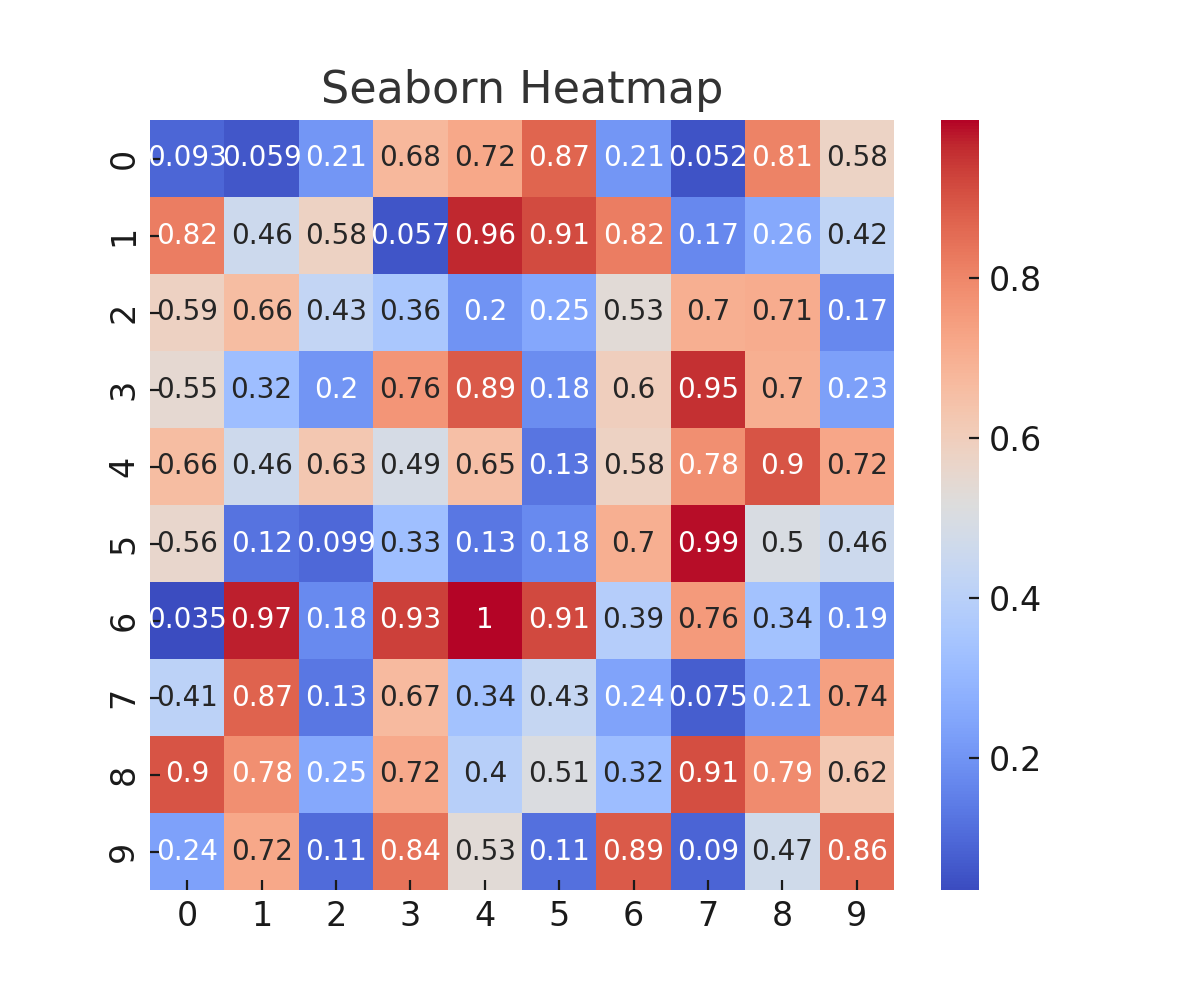 Seaborn Heatmap
0 0.093 0.059 0.21 0.68 0.72 0.87 0.21 0.052 0.81 0.58
1 0.82 0.46 0.58 0.057 0.96 0.91 0.82 0.17 0.26 0.42
2 0.59 0.66 0.43 0.36 0.2 0.25 0.53 0.7 0.71 0.17
3 0.55 0.32 0.2 0.76 0.89 0.18 0.6 0.95 0.7 0.23
4 0.66 0.46 0.63 0.49 0.65 0.13 0.58 0.78 0.9 0.72
5 0.56 0.12 0.099 0.33 0.13 0.18 0.7 0.99 0.5 0.46
6 0.035 0.97 0.18 0.93 1 0.91 0.39 0.76 0.34 0.19
7 0.41 0.87 0.13 0.67 0.34 0.43 0.24 0.075 0.21 0.74
8 0.9 0.78 0.25 0.72 0.4 0.51 0.32 0.91 0.79 0.62
9 0.24 0.72 0.11 0.84 0.53 0.11 0.89 0.09 0.47 0.86
0 1 2 3 4 5 6 7 8 9
0.8
0.6
0.4
0.2